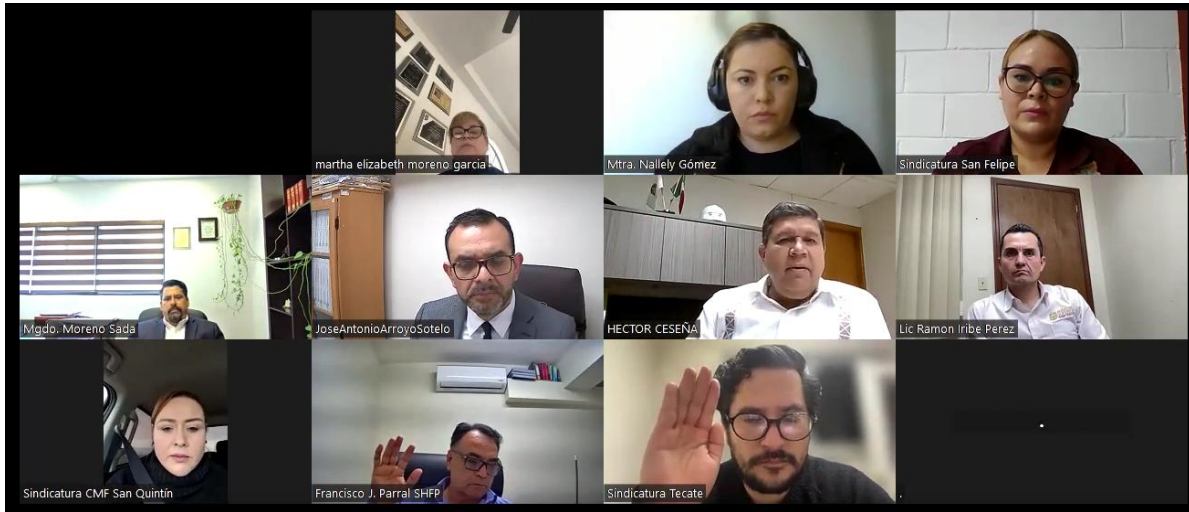 martha elizabeth moreno garcia
Mtra. Nallely Gómez
Sindicatura San Felipe
Mgdo. Moreno Sada
JoseAntonioArroyoSotelo
HECTOR CESEÑA
Lic Ramon Iribe Perez
Sindicatura CMF San Quintín
Francisco J. Parral SHFP
Sindicatura Tecate
.